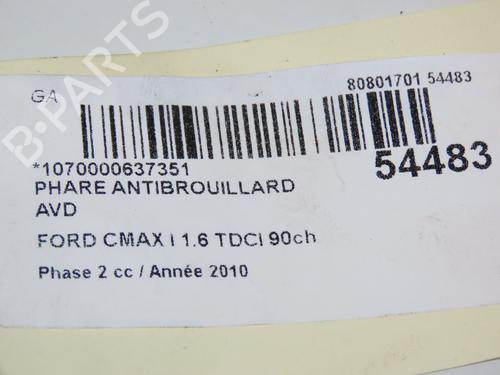 80801701 54483
GA
*1070000637351
54483
PHARE ANTIBROUILLARD
AVD
FORD CMAX I 1.6 TDCI 90ch
Phase 2 cc / Année 2010
B-PARTS